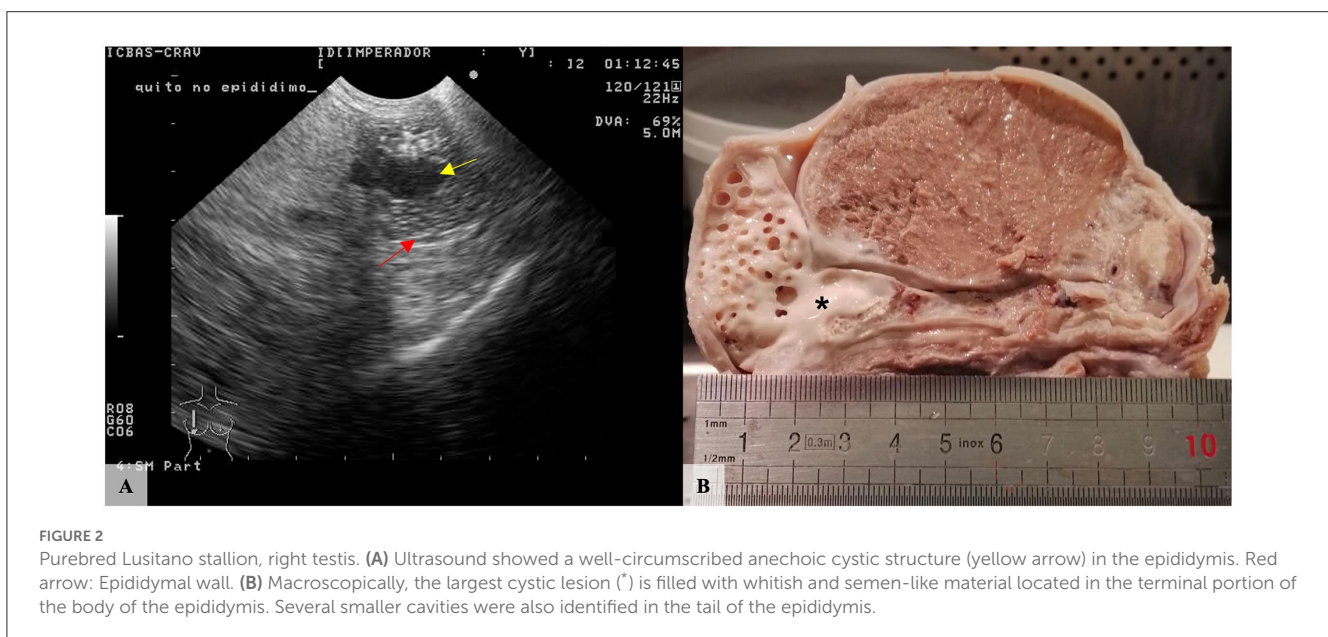 ICBAS-CRAV
ID[IMPERADOR : Y]
[ : ]2 01:12:45
quito no epididimo_
120/121
22Hz
DVA: 69%
5.0M
R08
G60
C06
4:SM Part
A
*
1mm
1 2 0.3m 3 4 5 inox 6 7 8 9 10
1/2mm
B
FIGURE 2
Purebred Lusitano stallion, right testis. (A) Ultrasound showed a well-circumscribed anechoic cystic structure (yellow arrow) in the epididymis. Red
arrow: Epididymal wall. (B) Macroscopically, the largest cystic lesion (*) is filled with whitish and semen-like material located in the terminal portion of
the body of the epididymis. Several smaller cavities were also identified in the tail of the epididymis.